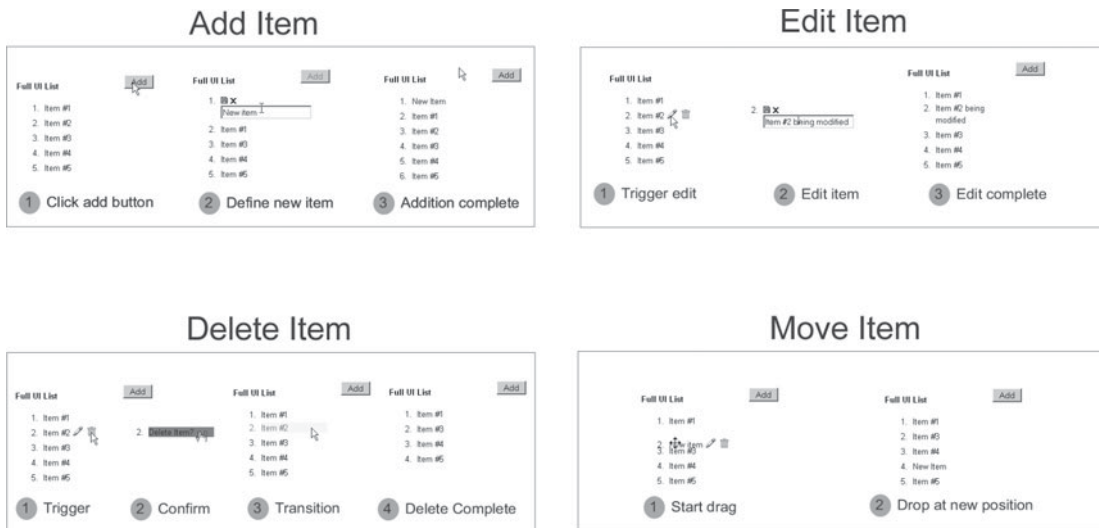 Add Item
Full UI List
Add
1. Item #1
2. Item #2
3. Item #3
4. Item #4
5. Item #5
1 Click add button
Full UI List
Add
1.
New item
2. Item #1
3. Item #2
3. Item #3
4. Item #4
5. Item #5
2 Define new item
Full UI List
Add
1. New Item
2. Item #1
3. Item #2
4. Item #3
5. Item #4
6. Item #5
3 Addition complete
Edit Item
Full UI List
1. Item #1
2. Item #2
3. Item #3
4. Item #4
5. Item #5
1 Trigger edit
2.
Item #2 being modified
2 Edit item
Full UI List
Add
1. Item #1
2. Item #2 being
modified
3. Item #3
4. Item #4
5. Item #5
3 Edit complete
Delete Item
Full UI List
Add
1. Item #1
2. Item #2
3. Item #3
4. Item #4
5. Item #5
1 Trigger
2. Delete Item?
2 Confirm
Full UI List
Add
1. Item #1
2. Item #2
3. Item #3
4. Item #4
5. Item #5
3 Transition
Full UI List
Add
1. Item #1
2. Item #3
3. Item #4
4. Item #5
4 Delete Complete
Move Item
Full UI List
Add
1. Item #1
2. item
3. Item #3
4. Item #4
5. Item #5
1 Start drag
Full UI List
Add
1. Item #1
2. Item #3
3. Item #4
4. New Item
5. Item #5
2 Drop at new position